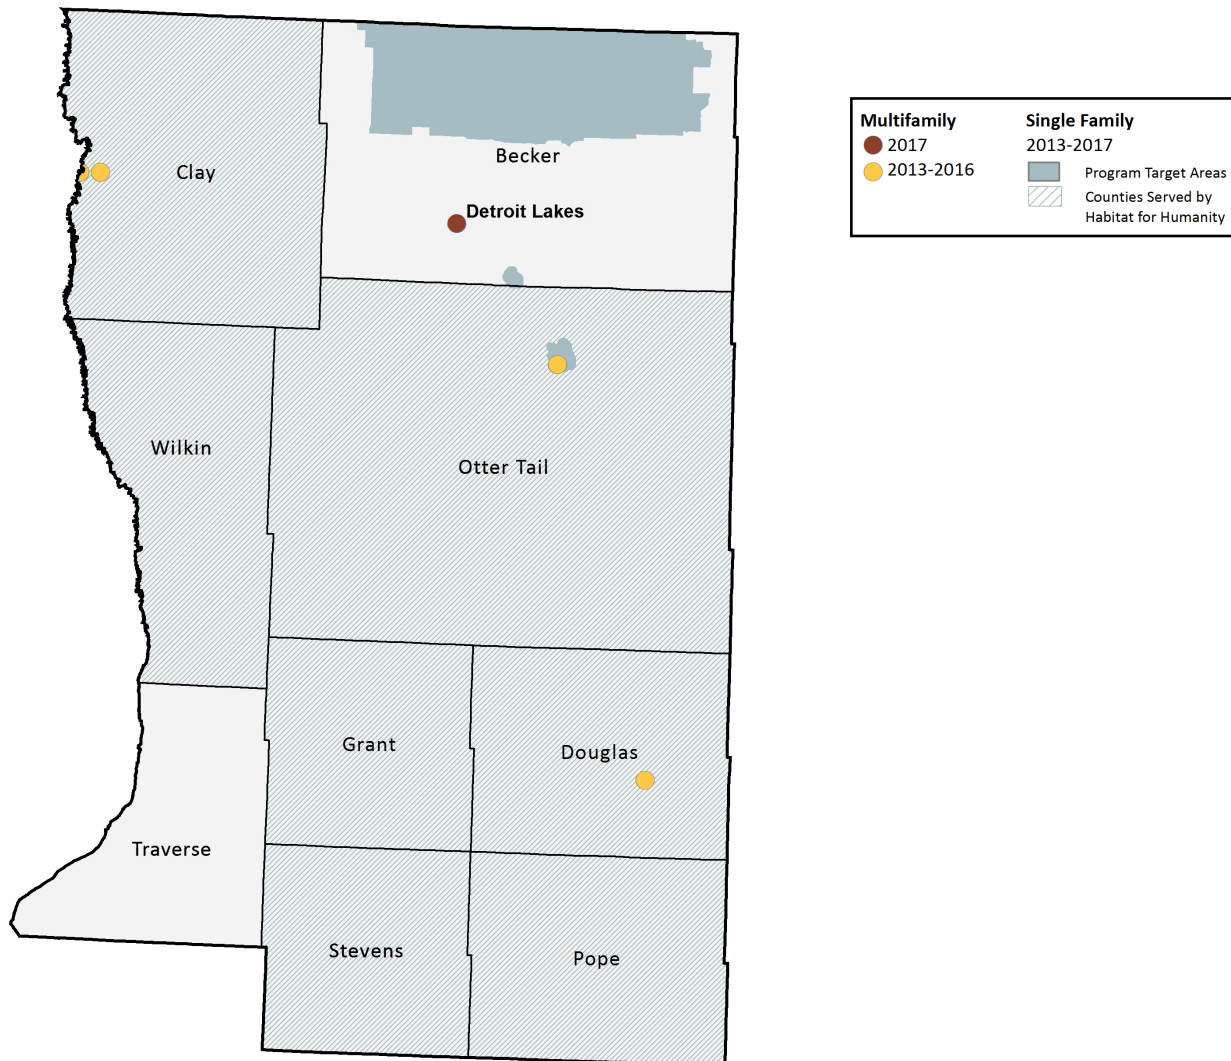 Multifamily
2017
2013-2016
Single Family
2013-2017
Program Target Areas
Counties Served by
Habitat for Humanity
Becker
Clay
Detroit Lakes
Wilkin
Otter Tail
Grant
Douglas
Traverse
Stevens
Pope